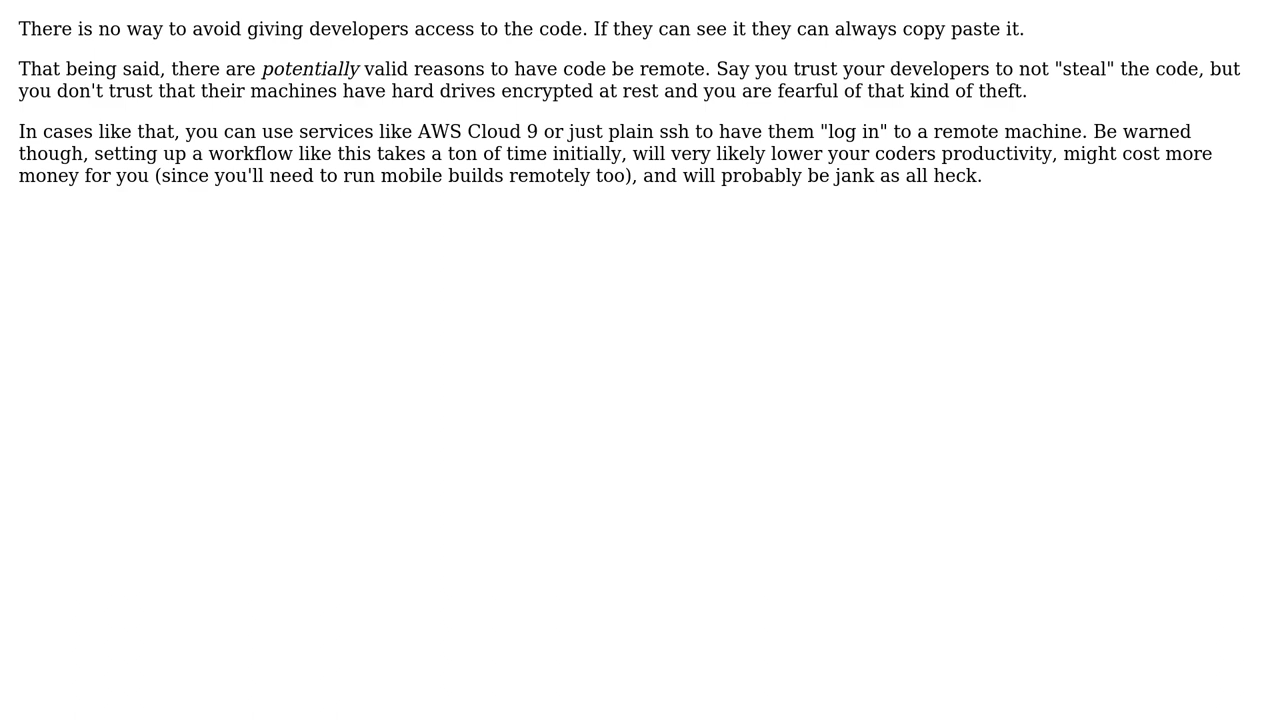 There is no way to avoid giving developers access to the code. If they can see it they can always copy paste it.
That being said, there are potentially valid reasons to have code be remote. Say you trust your developers to not "steal" the code, but
you don't trust that their machines have hard drives encrypted at rest and you are fearful of that kind of theft.
In cases like that, you can use services like AWS Cloud 9 or just plain ssh to have them "log in" to a remote machine. Be warned
though, setting up a workflow like this takes a ton of time initially, will very likely lower your coders productivity, might cost more
money for you (since you'll need to run mobile builds remotely too), and will probably be jank as all heck.